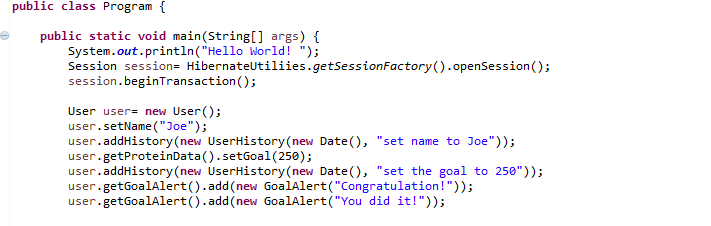 public class Program {
public static void main(String[] args) {
System.out.println("Hello World! ");
Session session= HibernateUtiliies.getSessionFactory().openSession();
session.beginTransaction();
User user= new User();
user.setName("Joe");
user.addHistory(new UserHistory(new Date(), "set name to Joe"));
user.getProteinData().setGoal(250);
user.addHistory(new UserHistory(new Date(), "set the goal to 250"));
user.getGoalAlert().add(new GoalAlert("Congratulation!"));
user.getGoalAlert().add(new GoalAlert("You did it!"));